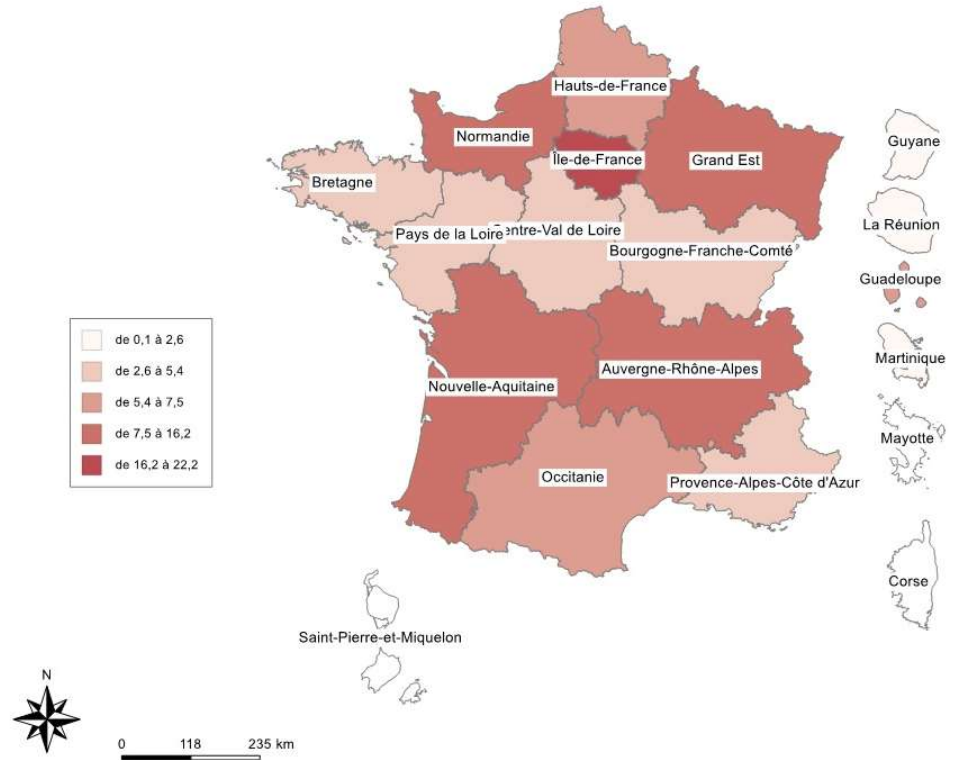 Hauts-de-France
Normandie
Île-de-France
Grand Est
Bretagne
Pays de la Loire
entre-Val de Loire
Bourgogne-Franche-Comté
Nouvelle-Aquitaine
Auvergne-Rhône-Alpes
Occitanie
Provence-Alpes-Côte d'Azur
Guyane
La Réunion
Guadeloupe
Martinique
Mayotte
Corse
Saint-Pierre-et-Miquelon
de 0,1 à 2,6
de 2,6 à 5,4
de 5,4 à 7,5
de 7,5 à 16,2
de 16,2 à 22,2
N
0 118 235 km